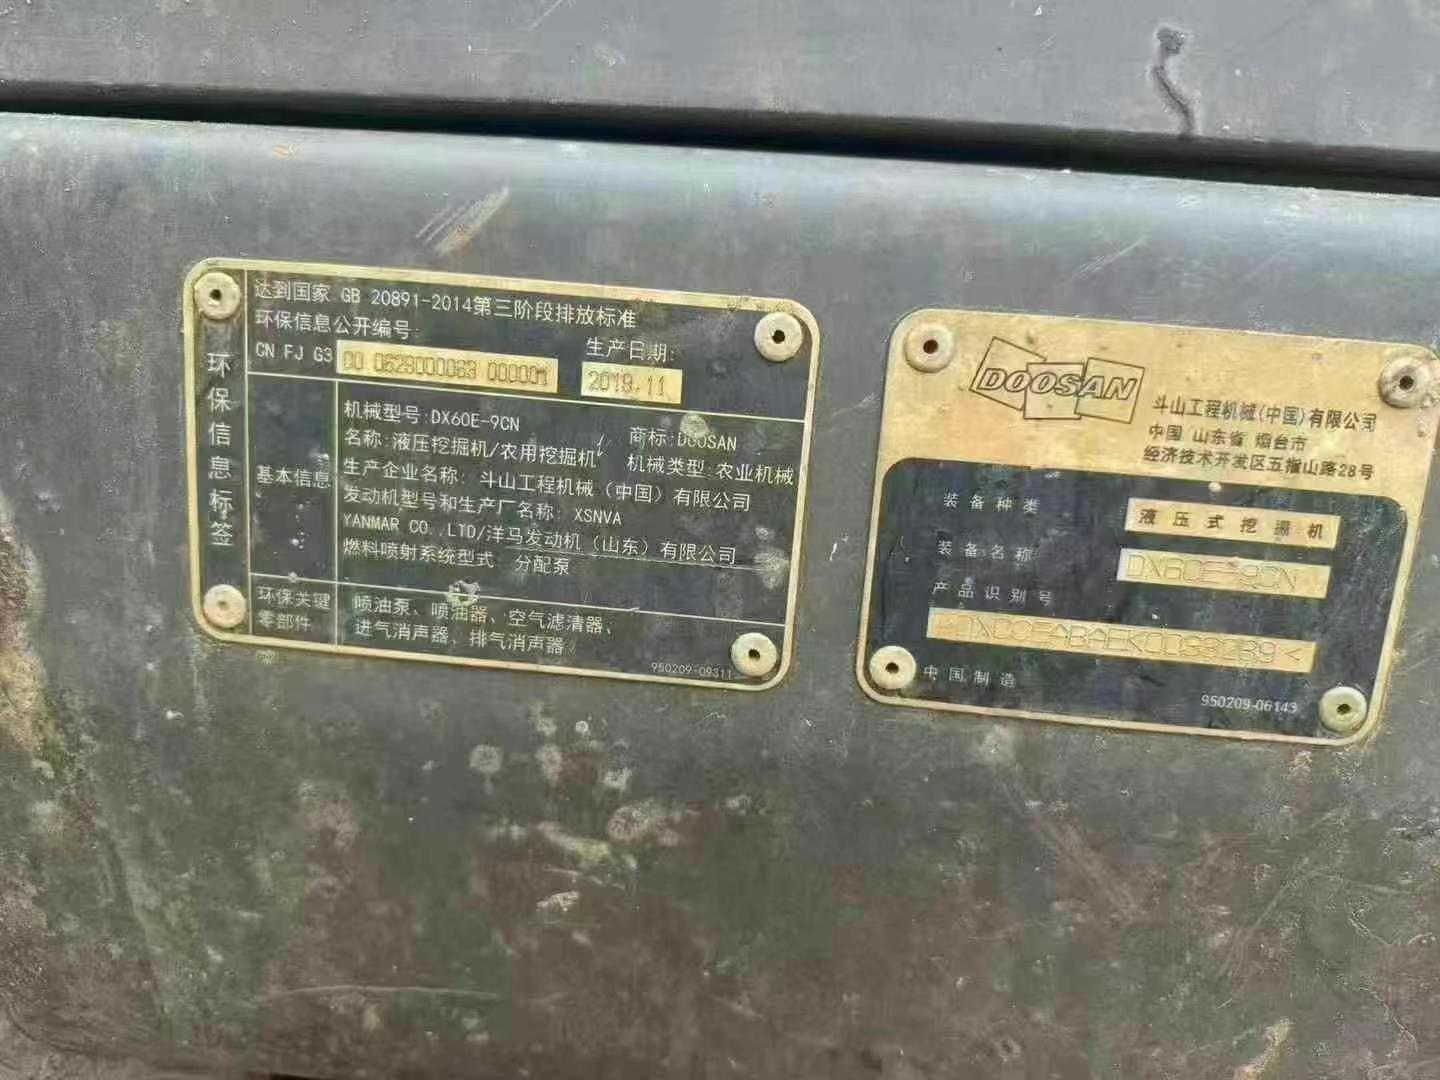 环保信息标签
达到国家 GB 20891-2014第三阶段排放标准
环保信息公开编号:
CN FJ G3 00 0629000063 000001
生产日期:
2019.11
基本信息
机械型号:DX60E-9CN
商标:DOOSAN
名称:液压挖掘机/农用挖掘机
机械类型:农业机械
生产企业名称: 斗山工程机械(中国)有限公司
发动机型号和生产厂名称: XSNVA
YANMAR CO.,LTD/洋马发动机(山东)有限公司
燃料喷射系统型式 分配泵
环保关键
零部件
喷油泵、喷油器、空气滤清器、
进气消声器、排气消声器
950209-09311
DOOSAN
斗山工程机械(中国)有限公司
中国 山东省 烟台市
经济技术开发区五指山路28号
装备种类
液压式挖掘机
装备名称
DX60E-9CN
产品识别号
中国制造
950209-06143